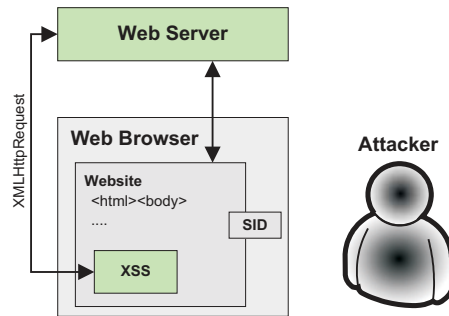 Web Server
XMLHttpRequest
Web Browser
Attacker
Website
<html><body>
....
SID
XSS